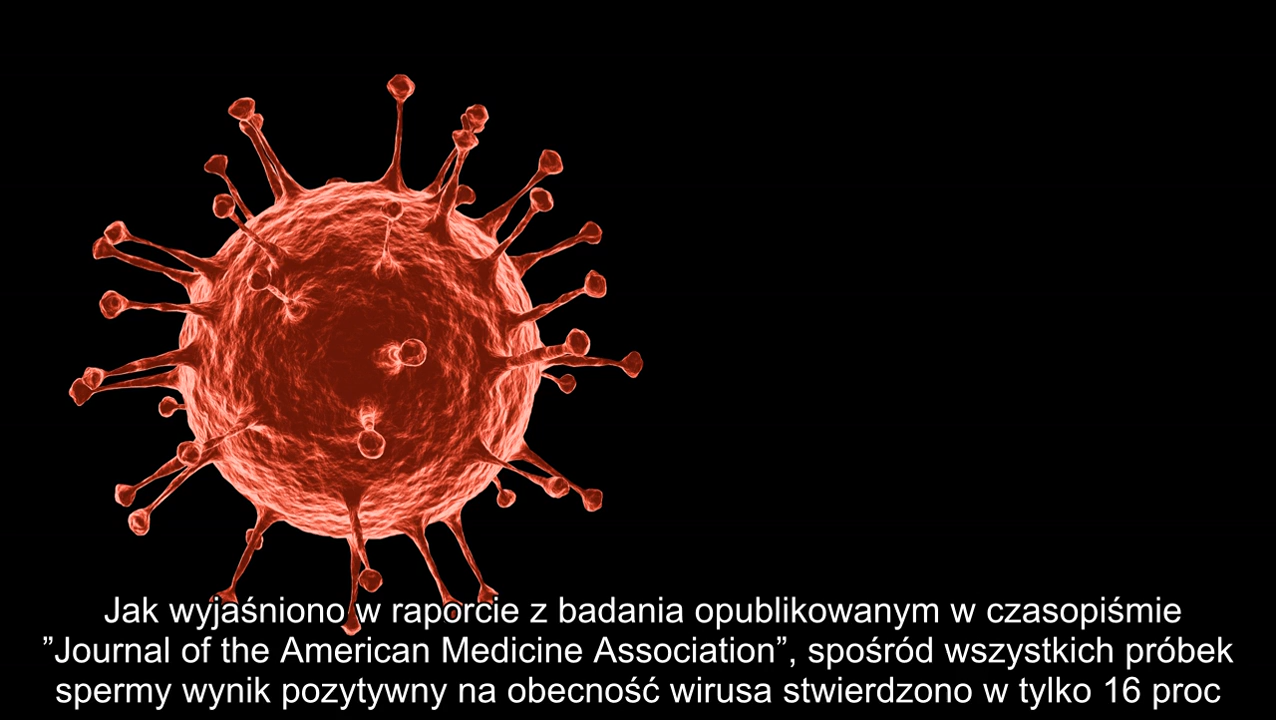 Jak wyjaśniono w raporcie z badania opublikowanym w czasopiśmie
”Journal of the American Medicine Association”, spośród wszystkich próbek
spermy wynik pozytywny na obecność wirusa stwierdzono w tylko 16 proc